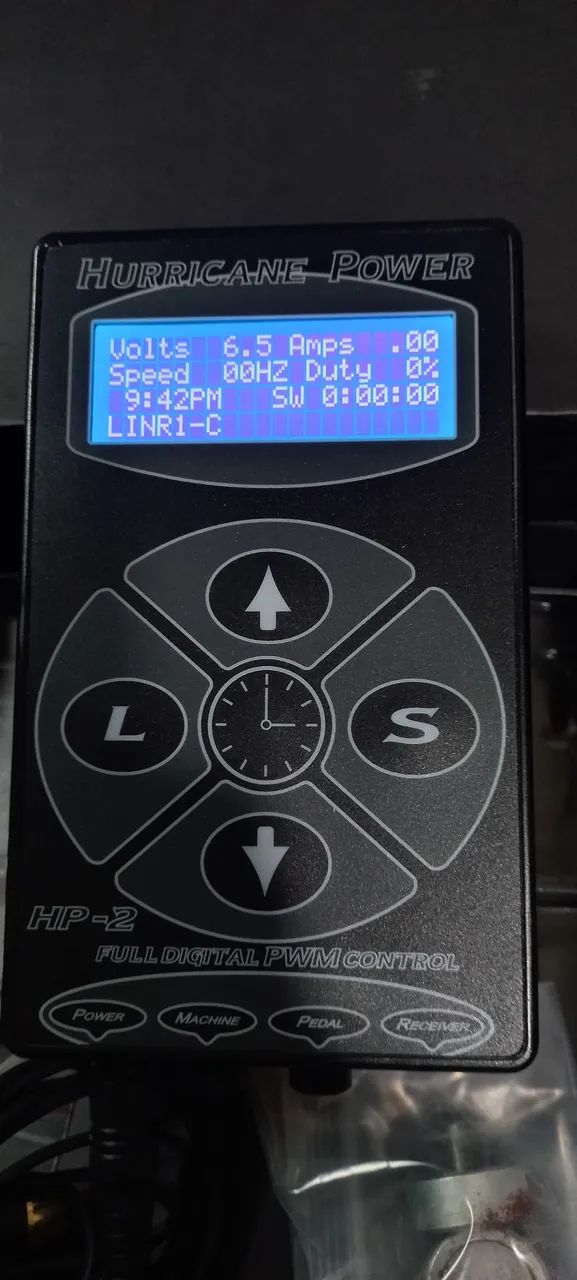 HURRICANE POWER
Volts 6.5 Amps .00
Speed 00HZ Duty 0%
9:42PM SW 0:00:00
LINR1-C
L
S
HP-2
FULL DIGITAL PWM CONTROL
POWER MACHINE PEDAL RECEIVER